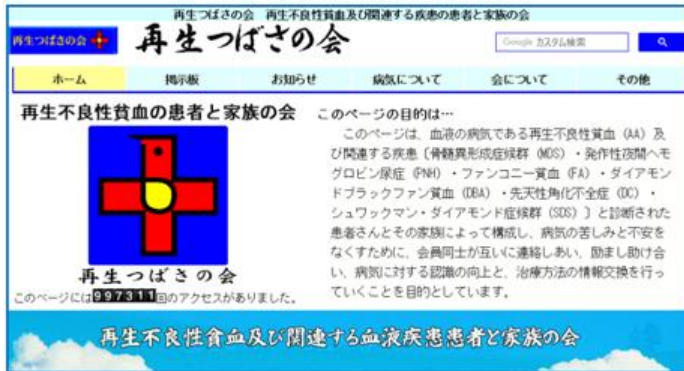 再生つばさの会　再生不良性貧血及び関連する疾患の患者と家族の会
再生つばさの会
再生つばさの会
Google カスタム検索
ホーム　掲示板　お知らせ　病気について　会について　その他
再生不良性貧血の患者と家族の会
再生つばさの会
このページには997311回のアクセスがありました。
このページの目的は…
このページは、血液の病気である再生不良性貧血（AA）及
び関連する疾患〔骨髄異形成症候群（MDS）・発作性夜間ヘモ
グロビン尿症（PNH）・ファンコニー貧血（FA）・ダイアモン
ドブラックファン貧血（DBA）・先天性角化不全症（DC）・
シュワックマン・ダイアモンド症候群（SDS）〕と診断された
患者さんとその家族によって構成し、病気の苦しみと不安を
なくすために、会員同士が互いに連絡しあい、励まし助け合
い、病気に対する認識の向上と、治療方法の情報交換を行っ
ていくことを目的としています。
再生不良性貧血及び関連する血液疾患患者と家族の会